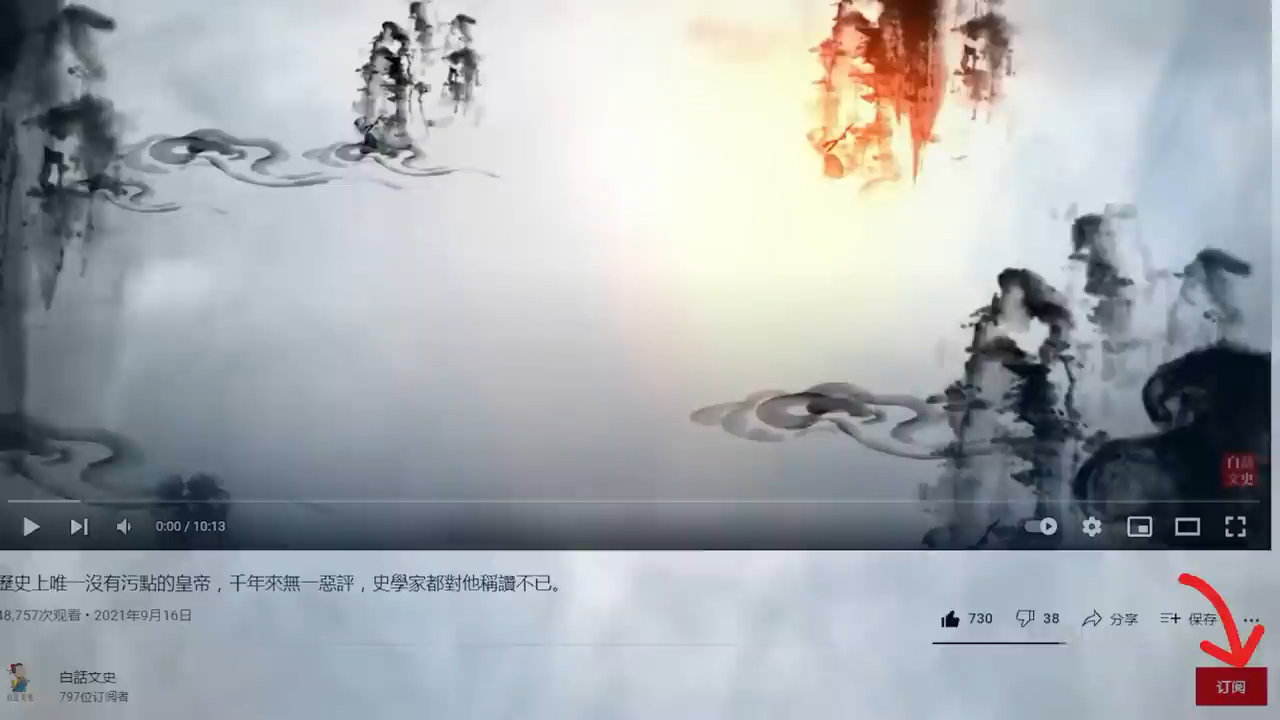 白話
文史
0:00 / 10:13
歷史上唯一沒有污點的皇帝，千年來無一惡評，史學家都對他稱讚不已。
48,757次观看・2021年9月16日
730
38
分享
保存
白話文史
797位订阅者
订阅